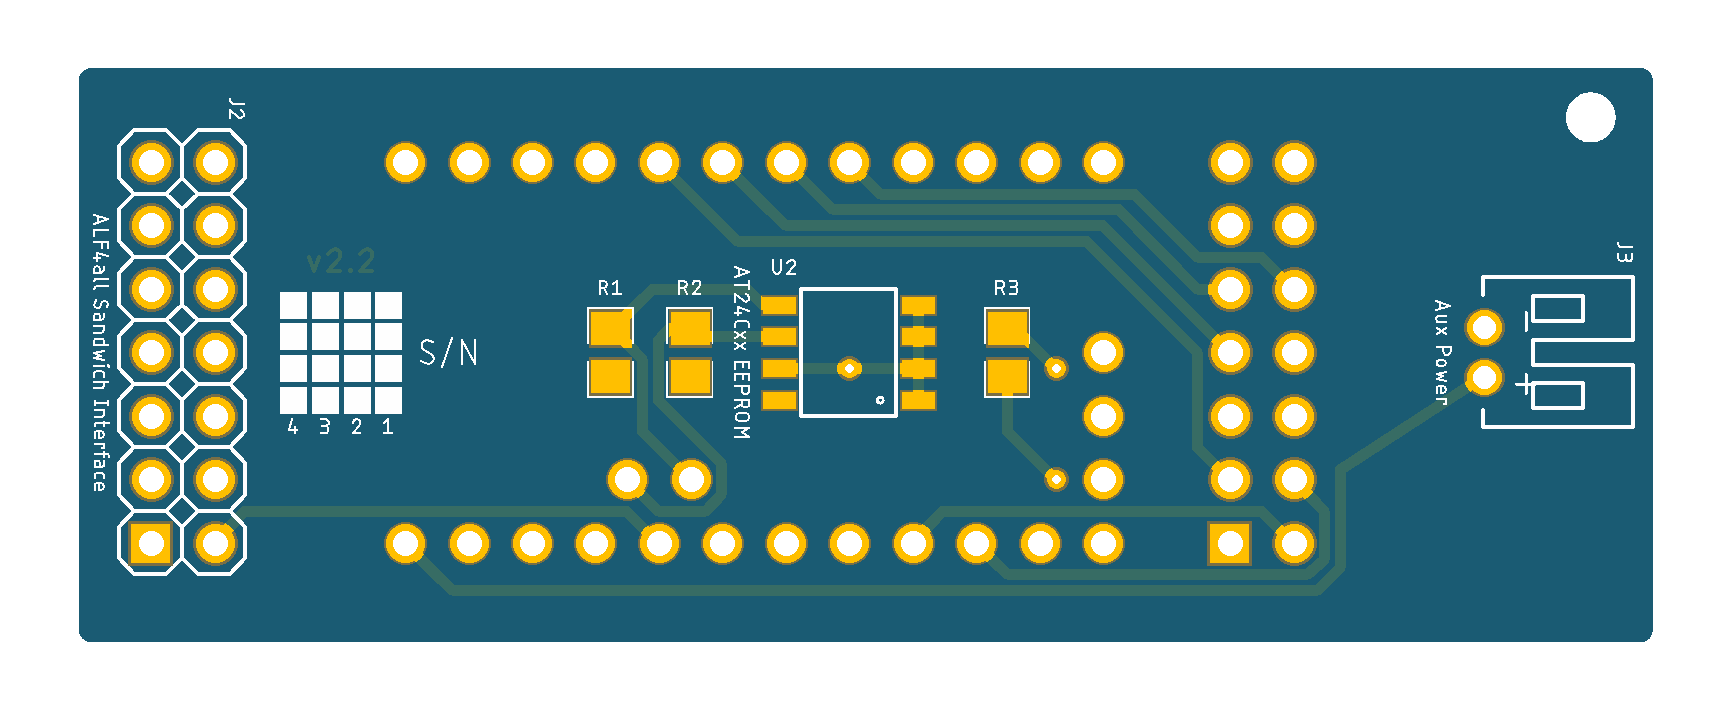 J2
ALF4all Sandwich Interface
v2.2
S/N
4 3 2 1
R1
R2
AT24Cxx EEPROM
U2
R3
J3
Aux Power
+